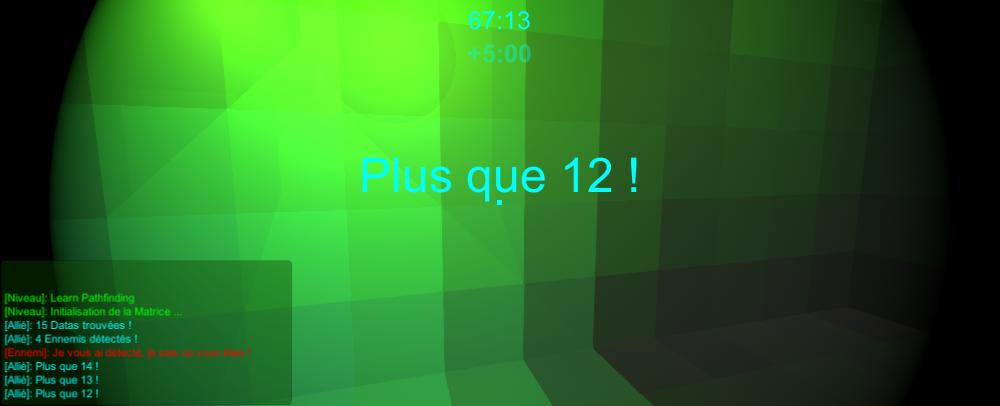 67:13
+5:00
Plus que 12 !
[Niveau]: Learn Pathfinding
[Niveau]: Initialisation de la Matrice ...
[Allié]: 15 Datas trouvées !
[Allié]: 4 Ennemis détectés !
[Ennemi]: Je vous ai détecté, je sais où vous êtes !
[Allié]: Plus que 14 !
[Allié]: Plus que 13 !
[Allié]: Plus que 12 !